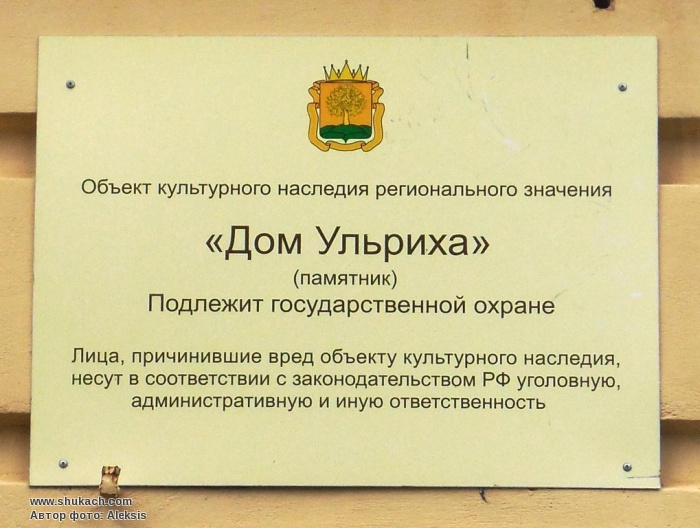 Объект культурного наследия регионального значения
«Дом Ульриха»
(памятник)
Подлежит государственной охране
Лица, причинившие вред объекту культурного наследия,
несут в соответствии с законодательством РФ уголовную,
административную и иную ответственность
www.shukach.com
Автор фото: Aleksis